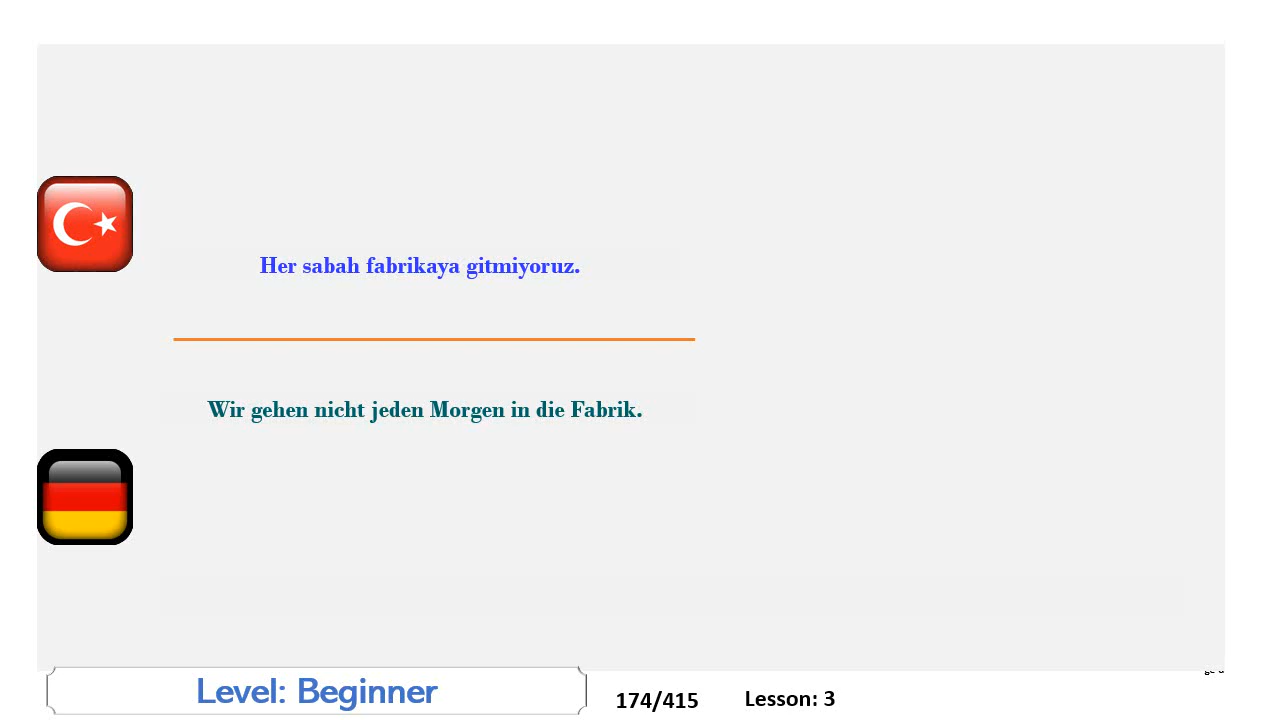 Her sabah fabrikaya gitmiyoruz.
Wir gehen nicht jeden Morgen in die Fabrik.
Level: Beginner
174/415
Lesson: 3